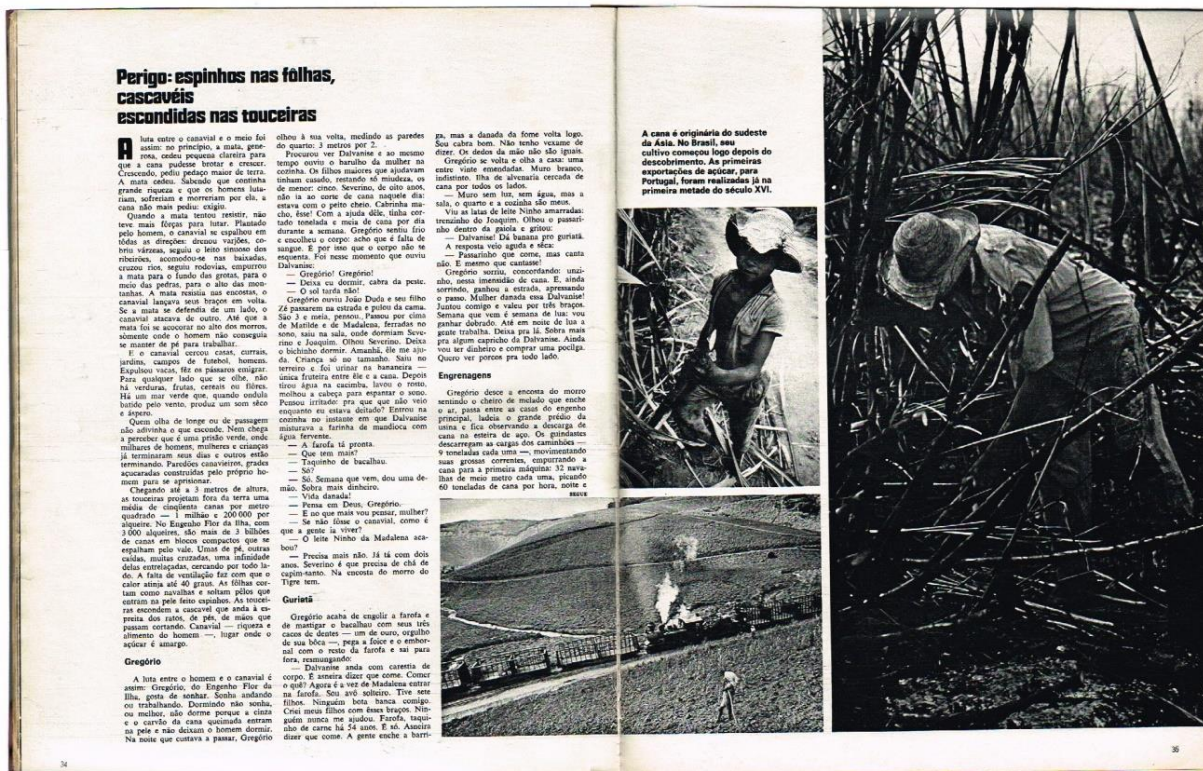 Perigo: espinhos nas fôlhas,
cascavéis
escondidas nas touceiras
A luta entre o canavial e o meio foi
assim: no princípio, a mata, gene-
rosa, cedeu pequena clareira para
que a cana pudesse brotar e crescer.
Crescendo, pediu pedaço maior de terra.
A mata cedeu. Sabendo que continha
grande riqueza e que os homens luta-
riam, sofreriam e morreriam por ela, a
cana não mais pediu: exigiu.
Quando a mata tentou resistir, não
teve mais fôrças para lutar. Plantado
pelo homem, o canavial se espalhou em
tôdas as direções: drenou varjões, co-
briu várzeas, seguiu o leito sinuoso dos
ribeirões, acomodou-se nas baixadas,
cruzou rios, seguiu rodovias, empurrou
a mata para o fundo das grotas, para o
meio das pedras, para o alto das mon-
tanhas. A mata resistia nas encostas, o
canavial lançava seus braços em volta.
Se a mata se defendia de um lado, o
canavial atacava de outro. Até que a
mata foi se acocorar no alto dos morros,
sòmente onde o homem não conseguia
se manter de pé para trabalhar.
E o canavial cercou casas, currais,
jardins, campos de futebol, homem.
Expulsou vacas, fêz os pássaros emigrar.
Para qualquer lado que se olhe, não
há verduras, frutas, cereais ou flôres.
Há um mar verde que, quando ondula
batido pelo vento, produz um som sêco
e áspero.
Quem olha de longe ou de passagem
não adivinha o que esconde. Nem chega
a perceber que é uma prisão verde, onde
milhares de homens, mulheres e crianças
já terminaram seus dias e outros estão
terminando. Paredões canavieiros, grades
açucaradas construídas pelo próprio ho-
mem para se aprisionar.
Chegando até a 3 metros de altura,
as touceiras projetam fora da terra uma
média de cinqüenta canas por metro
quadrado — 1 milhão e 200 000 por
alqueire. No Engenho Flor da Ilha, com
3 000 alqueires, são mais de 3 bilhões
de canas em blocos compactos que se
espalham pelo vale. Umas de pé, outras
caídas, muitas cruzadas, uma infinidade
delas entrelaçadas, cercando por todo la-
do. A falta de ventilação faz com que o
calor atinja até 40 graus. As fôlhas cor-
tam como navalhas e soltam pêlos que
entram na pele feito espinhos. As toucei-
ras escondem a cascavel que anda à es-
preita dos ratos, de pés, de mãos que
passam cortando. Canavial — riqueza e
alimento do homem —, lugar onde o
açúcar é amargo.
Gregório
A luta entre o homem e o canavial é
assim: Gregório, do Engenho Flor da
Ilha, gosta de sonhar. Sonha andando
ou trabalhando. Dormindo não sonha,
ou melhor, não dorme porque a cinza
e o carvão da cana queimada entram
na pele e não deixam o homem dormir.
Na noite que custava a passar, Gregório
olhou à sua volta, medindo as paredes
do quarto: 3 metros por 2.
Procurou ver Dalvanise e ao mesmo
tempo ouviu o barulho da mulher na
cozinha. Os filhos maiores que ajudavam
tinham casado, restando só miudeza, os
de menor: cinco. Severino, de oito anos,
não ia ao corte de cana naquele dia:
estava com o peito cheio. Cabrinha ma-
cho, êsse! Com a ajuda dêle, tinha cor-
tado tonelada e meia de cana por dia
durante a semana. Gregório sentiu frio
e encolheu o corpo: acho que é falta de
sangue. É por isso que o corpo não se
esquenta. Foi nesse momento que ouviu
Dalvanise:
— Gregório! Gregório!
— Deixa eu dormir, cabra da peste.
— O sol tarda não!
Gregório ouviu João Duda e seu filho
Zé passarem na estrada e pulou da cama.
São 3 e meia, pensou. Passou por cima
de Matilde e de Madalena, ferradas no
sono, saiu na sala, onde dormiam Seve-
rino e Joaquim. Olhou Severino. Deixa
o bichinho dormir. Amanhã, êle me aju-
da. Criança só no tamanho. Saiu no
terreiro e foi urinar na bananeira —
única fruteira entre êle e a cana. Depois
tirou água na cacimba, lavou o rosto,
molhou a cabeça para espantar o sono.
Pensou irritado: pra que que não veio
enquanto eu estava deitado? Entrou na
cozinha no instante em que Dalvanise
misturava a farinha de mandioca com
água fervente.
— A farofa tá pronta.
— Que tem mais?
— Taquinho de bacalhau.
— Só?
— Só. Semana que vem, dou uma de-
mão. Sobra mais dinheiro.
— Vida danada!
— Pensa em Deus, Gregório.
— E no que mais vou pensar, mulher?
— Se não fôsse o canavial, como é
que a gente ia viver?
— O leite Ninho da Madalena aca-
bou?
— Precisa mais não. Já tá com dois
anos. Severino é que precisa de chá de
capim-santo. Na encosta do morro do
Tigre tem.
Guriatã
Gregório acaba de engolir a farofa e
de mastigar o bacalhau com seus três
cacos de dentes — um de ouro, orgulho
de sua bôca —, pega a foice e o embor-
nal com o resto da farofa e sai para
fora, resmungando:
— Dalvanise anda com carestia de
corpo. É asneira dizer que come. Comer
o quê? Agora é a vez de Madalena entrar
na farofa. Sou avô solteiro. Tive sete
filhos. Ninguém bota banca comigo.
Criei meus filhos com êsses braços. Nin-
guém nunca me ajudou. Farofa, taqui-
nho de carne há 54 anos. É só. Asneira
dizer que come. A gente enche a barri-
ga, mas a danada da fome volta logo.
Sou cabra bom. Não tenho vexame de
dizer. Os dedos da mão não são iguais.
Gregório se volta e olha a casa: uma
entre vinte emendadas. Muro branco,
indistinto. Ilha de alvenaria cercada de
cana por todos os lados.
— Muro sem luz, sem água, mas a
sala, o quarto e a cozinha são meus.
Viu as latas de leite Ninho amarradas:
trenzinho do Joaquim. Olhou o passari-
nho dentro da gaiola e gritou:
— Dalvanise! Dá banana pro guriatã.
A resposta veio aguda e sêca:
— Passarinho que come, mas canta
não. E mesmo que cantasse!
Gregório sorriu, concordando: unzi-
nho, nessa imensidão de cana. E, ainda
sorrindo, ganhou a estrada, apressando
o passo. Mulher danada essa Dalvanise!
Juntou comigo e valeu por três braços.
Semana que vem é semana de lua: vou
ganhar dobrado. Até em noite de lua a
gente trabalha. Deixa pra lá. Sobra mais
pra algum capricho da Dalvanise. Ainda
vou ter dinheiro e comprar uma pocilga.
Quero ver porcos pra todo lado.
Engrenagens
Gregório desce a encosta do morro
sentindo o cheiro de melado que enche
o ar, passa entre as casas do engenho
principal, ladeia o grande prédio da
usina e fica observando a descarga de
cana na esteira de aço. Os guindastes
descarregam as cargas dos caminhões —
9 toneladas cada uma —, movimentando
suas grossas correntes, empurrando a
cana para a primeira máquina: 32 nava-
lhas de meio metro cada uma, picando
60 toneladas de cana por hora, noite e
SEGUE
A cana é originária do sudeste
da Ásia. No Brasil, seu
cultivo começou logo depois do
descobrimento. As primeiras
exportações de açúcar, para
Portugal, foram realizadas já na
primeira metade do século XVI.
34
35